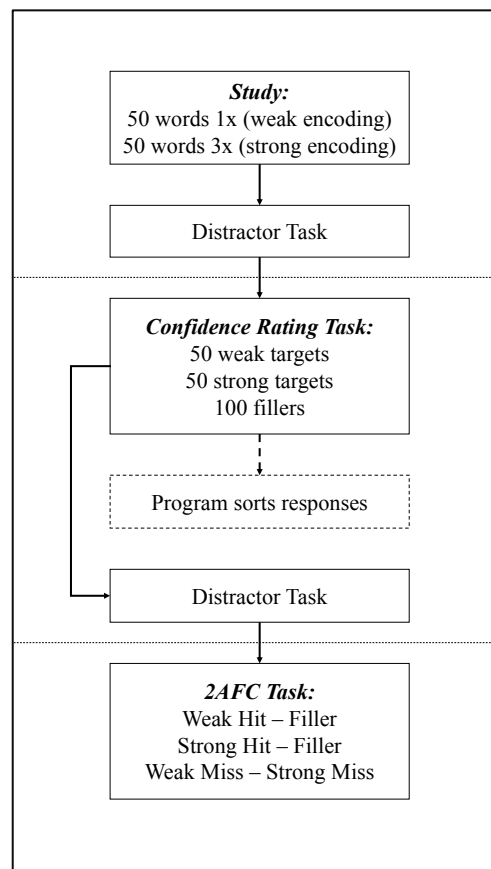 Study:
50 words 1x (weak encoding)
50 words 3x (strong encoding)
Distractor Task
Confidence Rating Task:
50 weak targets
50 strong targets
100 fillers
Program sorts responses
Distractor Task
2AFC Task:
Weak Hit – Filler
Strong Hit – Filler
Weak Miss – Strong Miss